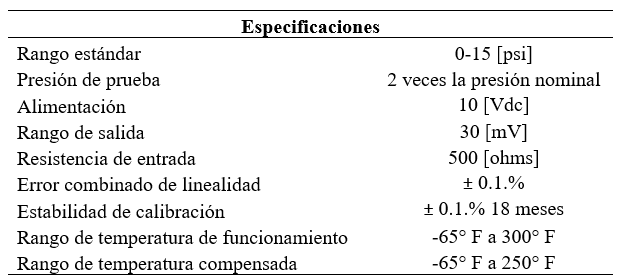 Especificaciones
Rango estándar 0-15 [psi]
Presión de prueba 2 veces la presión nominal
Alimentación 10 [Vdc]
Rango de salida 30 [mV]
Resistencia de entrada 500 [ohms]
Error combinado de linealidad ± 0.1.%
Estabilidad de calibración ± 0.1.% 18 meses
Rango de temperatura de funcionamiento -65° F a 300° F
Rango de temperatura compensada -65° F a 250° F